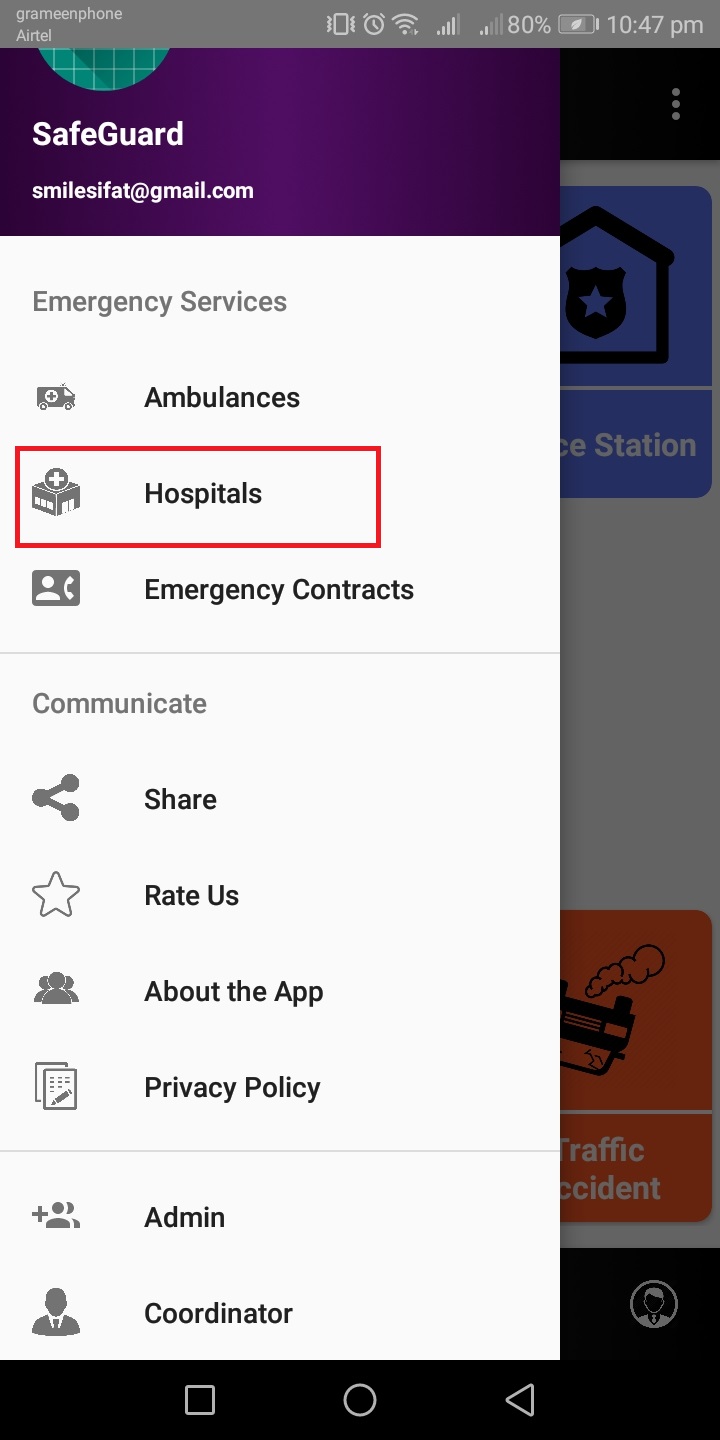 grameenphone
Airtel
80% 10:47 pm
SafeGuard
smilesifat@gmail.com
Emergency Services
Ambulances
Hospitals
ce Station
Emergency Contracts
Communicate
Share
Rate Us
About the App
Privacy Policy
Traffic
ccident
Admin
Coordinator